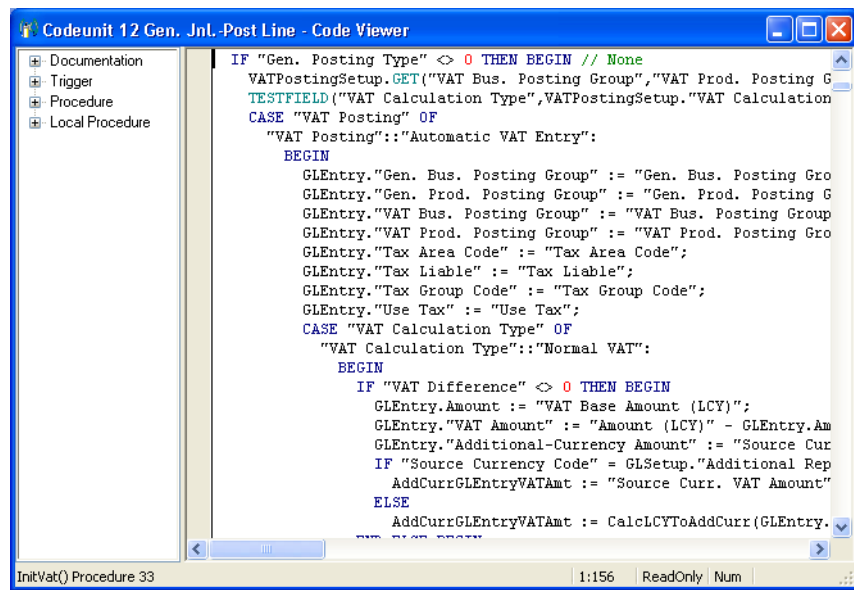 Codeunit 12 Gen. Jnl.-Post Line - Code Viewer
Documentation
Trigger
Procedure
Local Procedure
IF "Gen. Posting Type" <> 0 THEN BEGIN // None
VATPostingSetup.GET("VAT Bus. Posting Group","VAT Prod. Posting G
TESTFIELD("VAT Calculation Type",VATPostingSetup."VAT Calculation
CASE "VAT Posting" OF
"VAT Posting"::"Automatic VAT Entry":
BEGIN
GLEntry."Gen. Bus. Posting Group" := "Gen. Bus. Posting Gro
GLEntry."Gen. Prod. Posting Group" := "Gen. Prod. Posting G
GLEntry."VAT Bus. Posting Group" := "VAT Bus. Posting Group
GLEntry."VAT Prod. Posting Group" := "VAT Prod. Posting Gro
GLEntry."Tax Area Code" := "Tax Area Code";
GLEntry."Tax Liable" := "Tax Liable";
GLEntry."Tax Group Code" := "Tax Group Code";
GLEntry."Use Tax" := "Use Tax";
CASE "VAT Calculation Type" OF
"VAT Calculation Type"::"Normal VAT":
BEGIN
IF "VAT Difference" <> 0 THEN BEGIN
GLEntry.Amount := "VAT Base Amount (LCY)";
GLEntry."VAT Amount" := "Amount (LCY)" - GLEntry.Am
GLEntry."Additional-Currency Amount" := "Source Cur
IF "Source Currency Code" = GLSetup."Additional Rep
AddCurrGLEntryVATAmt := "Source Curr. VAT Amount"
ELSE
AddCurrGLEntryVATAmt := CalcLCYToAddCurr(GLEntry.
END ELSE BEGIN
InitVat() Procedure 33
1:156
ReadOnly
Num